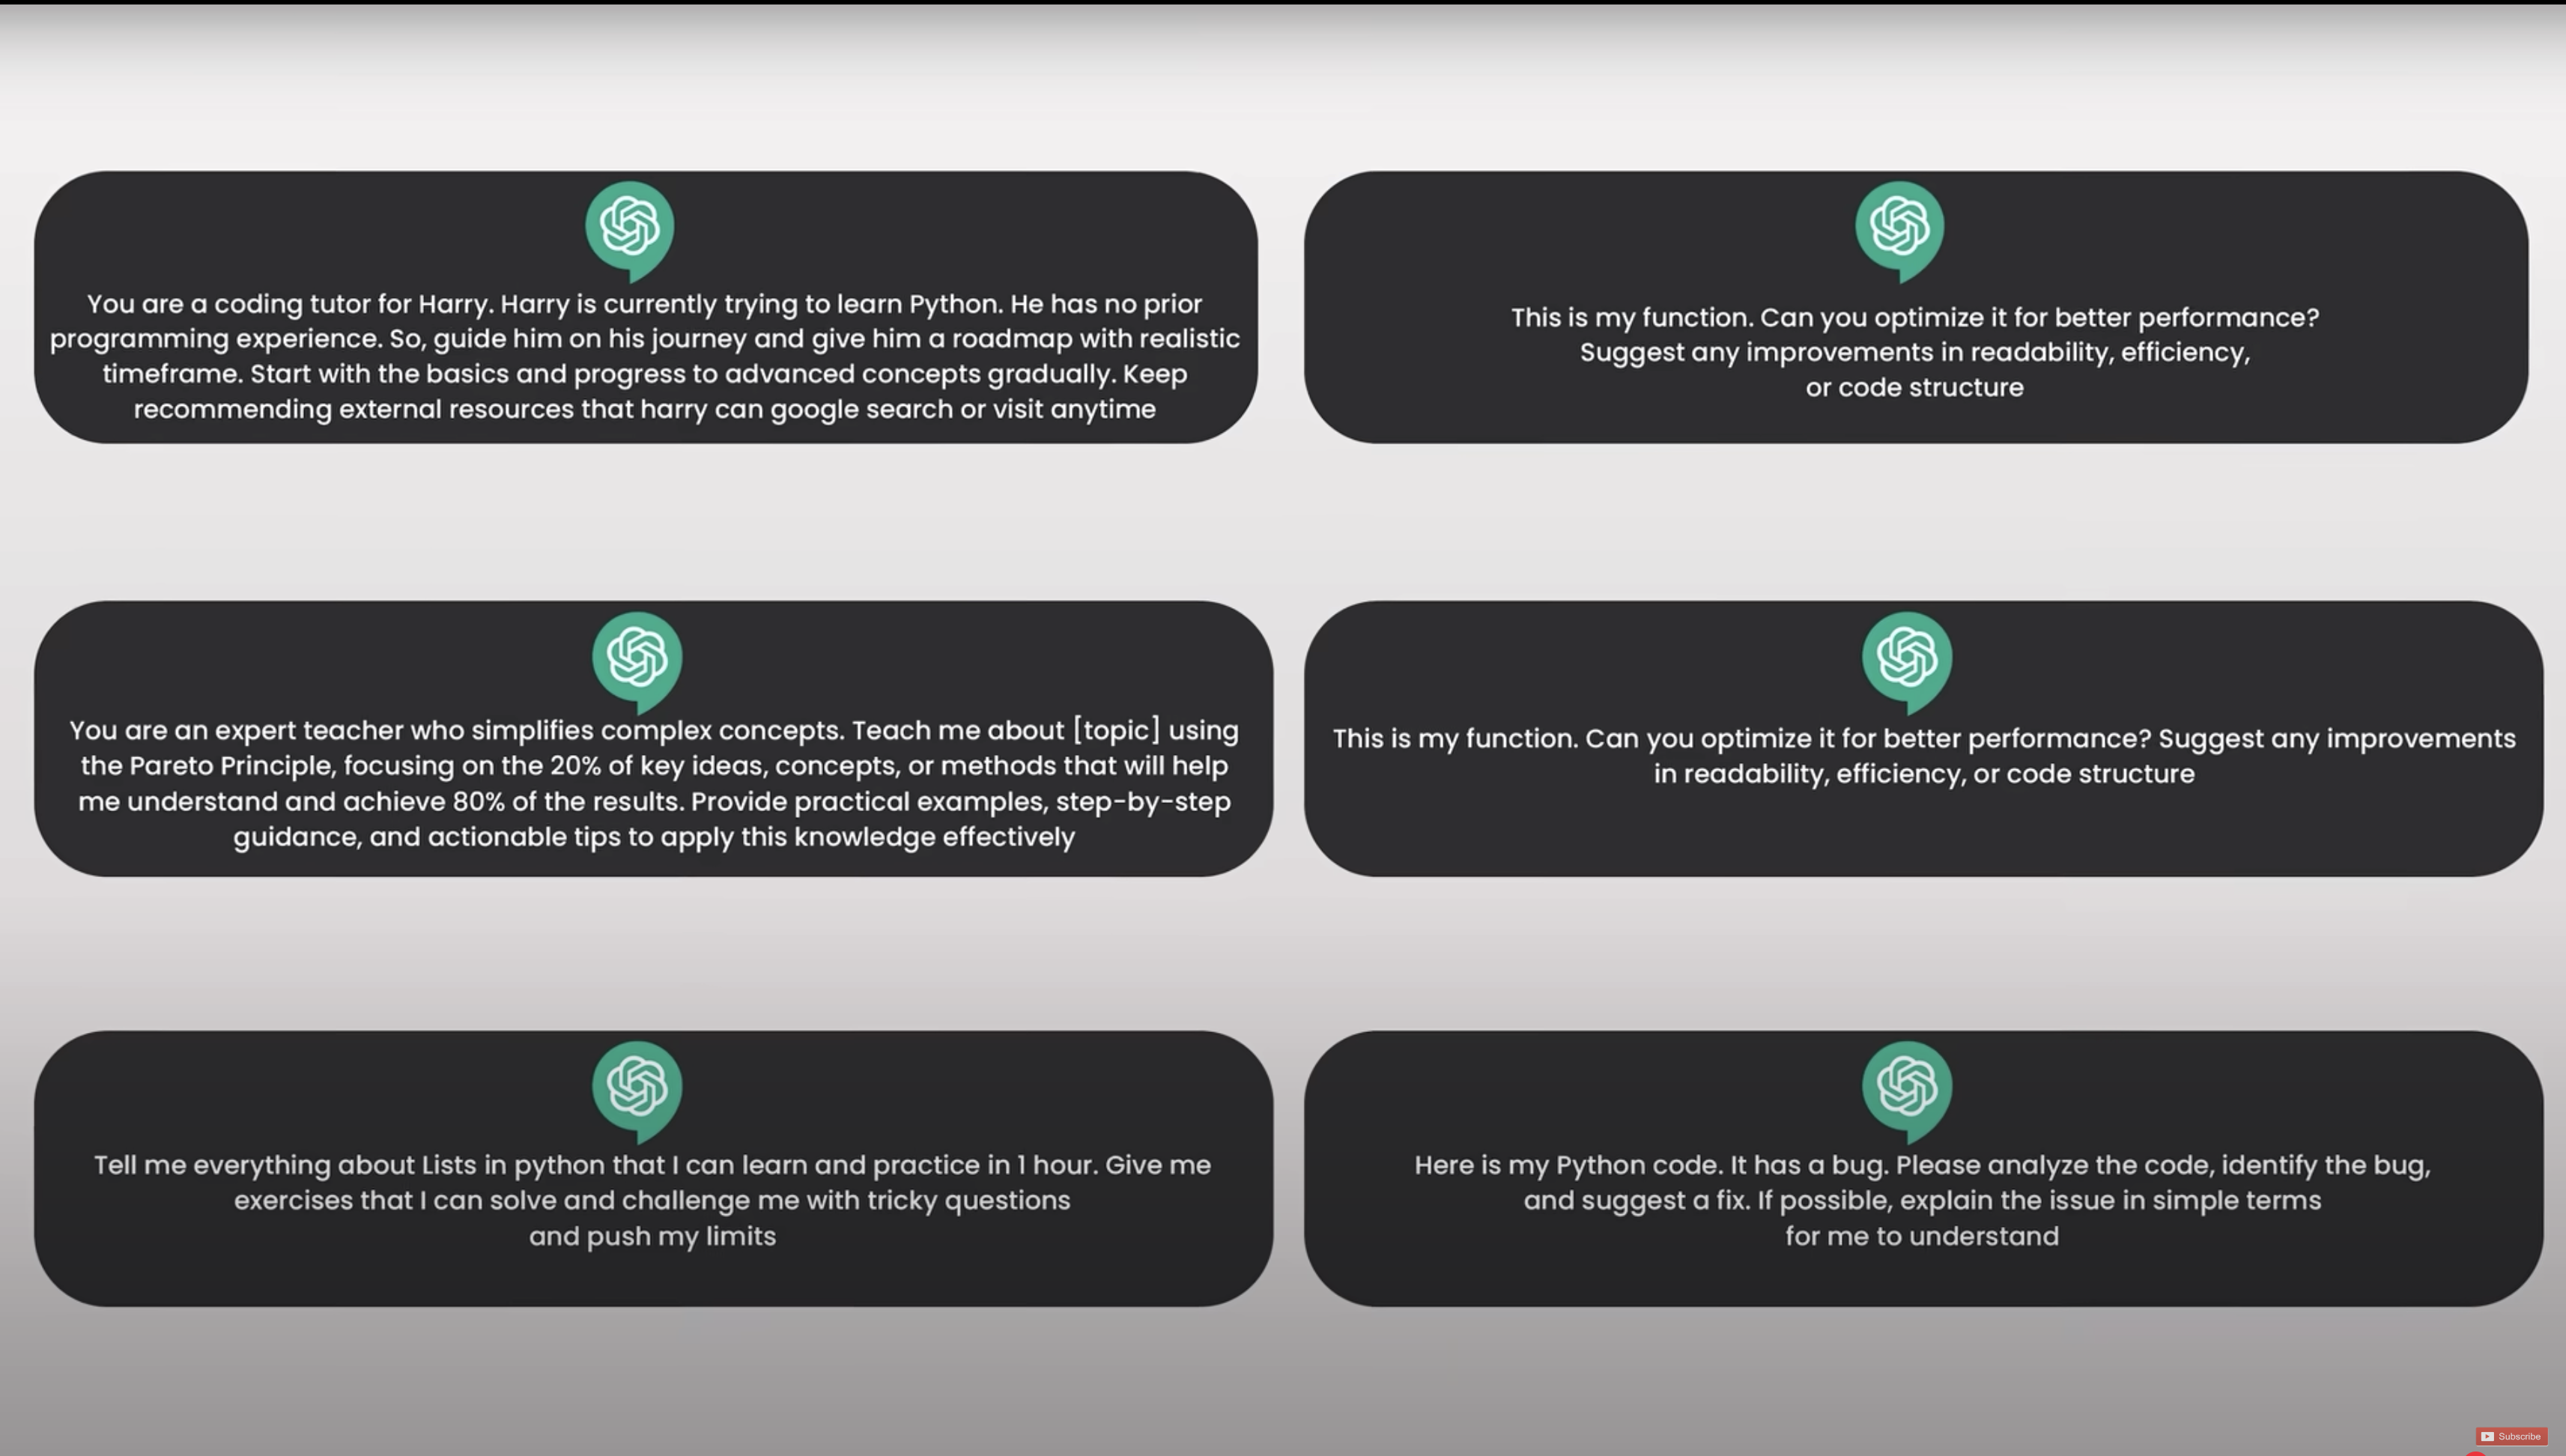 You are a coding tutor for Harry. Harry is currently trying to learn Python. He has no prior
programming experience. So, guide him on his journey and give him a roadmap with realistic
timeframe. Start with the basics and progress to advanced concepts gradually. Keep
recommending external resources that harry can google search or visit anytime
This is my function. Can you optimize it for better performance?
Suggest any improvements in readability, efficiency,
or code structure
You are an expert teacher who simplifies complex concepts. Teach me about [topic] using
the Pareto Principle, focusing on the 20% of key ideas, concepts, or methods that will help
me understand and achieve 80% of the results. Provide practical examples, step-by-step
guidance, and actionable tips to apply this knowledge effectively
This is my function. Can you optimize it for better performance? Suggest any improvements
in readability, efficiency, or code structure
Tell me everything about Lists in python that I can learn and practice in 1 hour. Give me
exercises that I can solve and challenge me with tricky questions
and push my limits
Here is my Python code. It has a bug. Please analyze the code, identify the bug,
and suggest a fix. If possible, explain the issue in simple terms
for me to understand
Subscribe